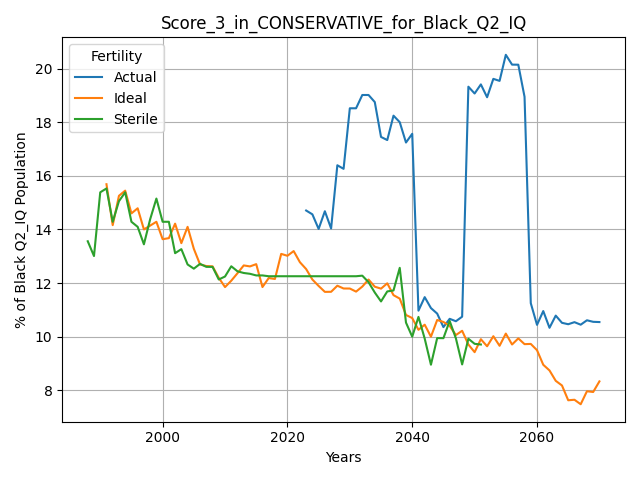 Score_3_in_CONSERVATIVE_for_Black_Q2_IQ
Fertility
Actual
Ideal
Sterile
% of Black Q2_IQ Population
20
18
16
14
12
10
8
2000
2020
2040
2060
Years